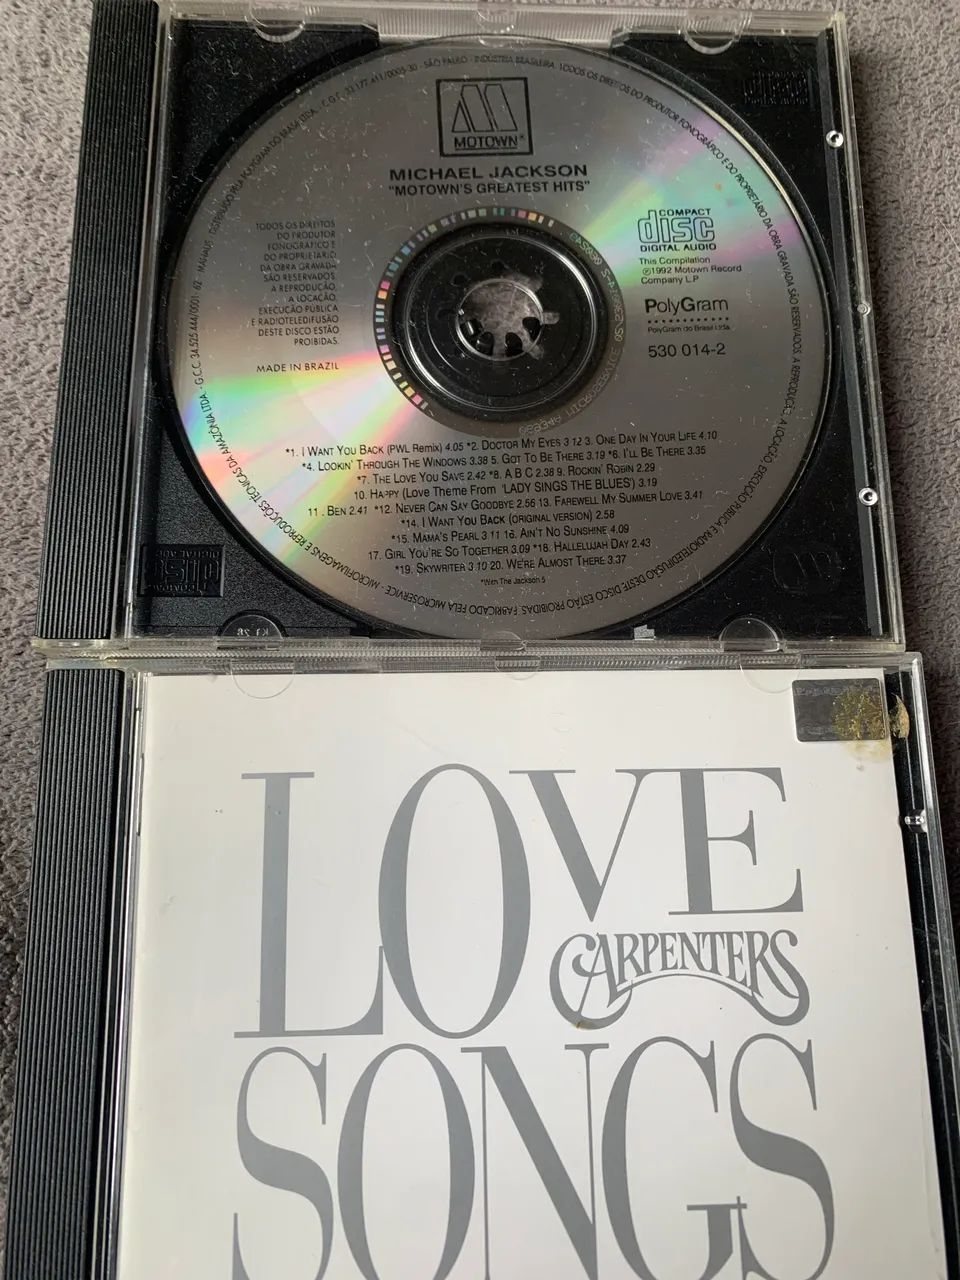 MOTOWN
MICHAEL JACKSON
"MOTOWN'S GREATEST HITS"
TODOS OS DIREITOS
DO PRODUTOR
FONOGRÁFICO E
DO PROPRIETÁRIO
DA OBRA GRAVADA
SÃO RESERVADOS.
A REPRODUÇÃO,
A LOCAÇÃO,
EXECUÇÃO PÚBLICA
E RADIOTELEDIFUSÃO
DESTE DISCO ESTÃO
PROIBIDAS.
MADE IN BRAZIL
COMPACT
disc
DIGITAL AUDIO
This Compilation
℗1992 Motown Record
Company L.P
PolyGram
PolyGram do Brasil Ltda.
530 014-2
*1. I WANT YOU BACK (PWL REMIX) 4.05 *2. DOCTOR MY EYES 3 12 3. ONE DAY IN YOUR LIFE 4.10
*4. LOOKIN' THROUGH THE WINDOWS 3.38 5. GOT TO BE THERE 3.19 *6. I'LL BE THERE 3.35
*7. THE LOVE YOU SAVE 2.42 *8. A B C 2.38 9. ROCKIN' ROBIN 2.29
10. HAPPY (Love Theme From 'LADY SINGS THE BLUES') 3.19
11 . BEN 2.41 *12. NEVER CAN SAY GOODBYE 2.56 13. FAREWELL MY SUMMER LOVE 3.41
*14. I WANT YOU BACK (ORIGINAL VERSION) 2.58
*15. MAMA'S PEARL 3 11 16. AIN'T NO SUNSHINE 4.09
17. GIRL YOU'RE SO TOGETHER 3.09 *18. HALLELUJAH DAY 2.43
*19. SKYWRITER 3 10 20. WE'RE ALMOST THERE 3.37
*With The Jackson 5
LOVE
CARPENTERS
SONGS